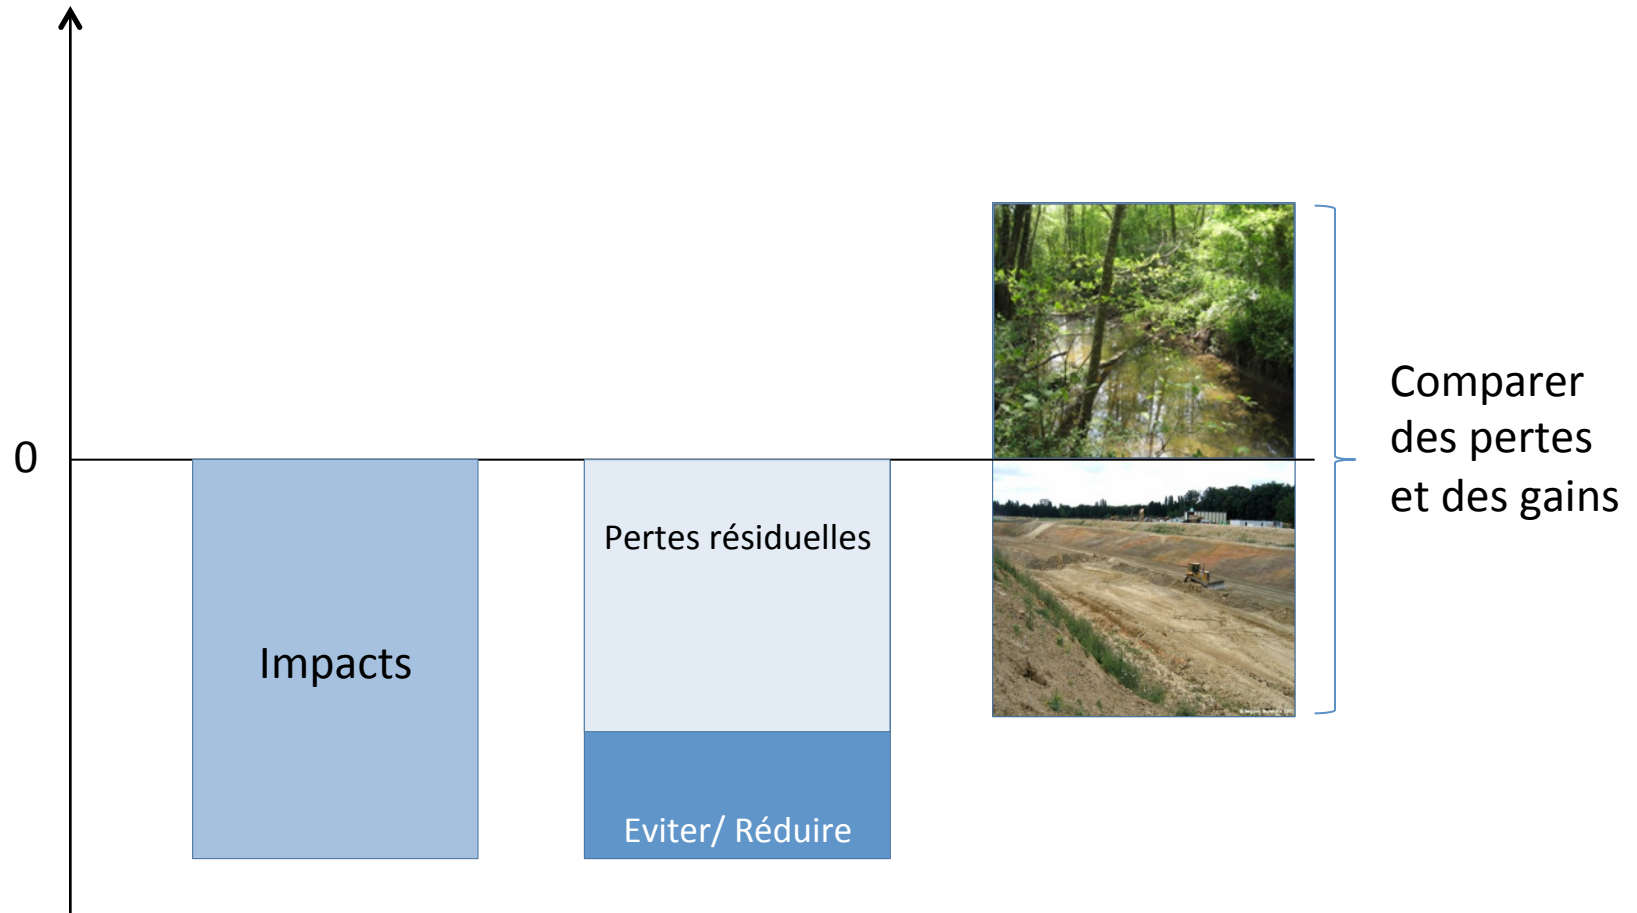 0
Impacts
Pertes résiduelles
Eviter/ Réduire
Comparer
des pertes
et des gains